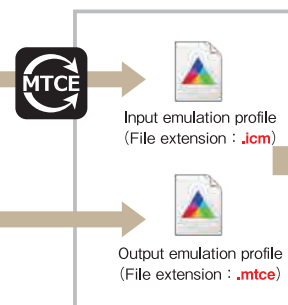 MTCE
Input emulation profile
（File extension：.icm）
Output emulation profile
（File extension：.mtce）